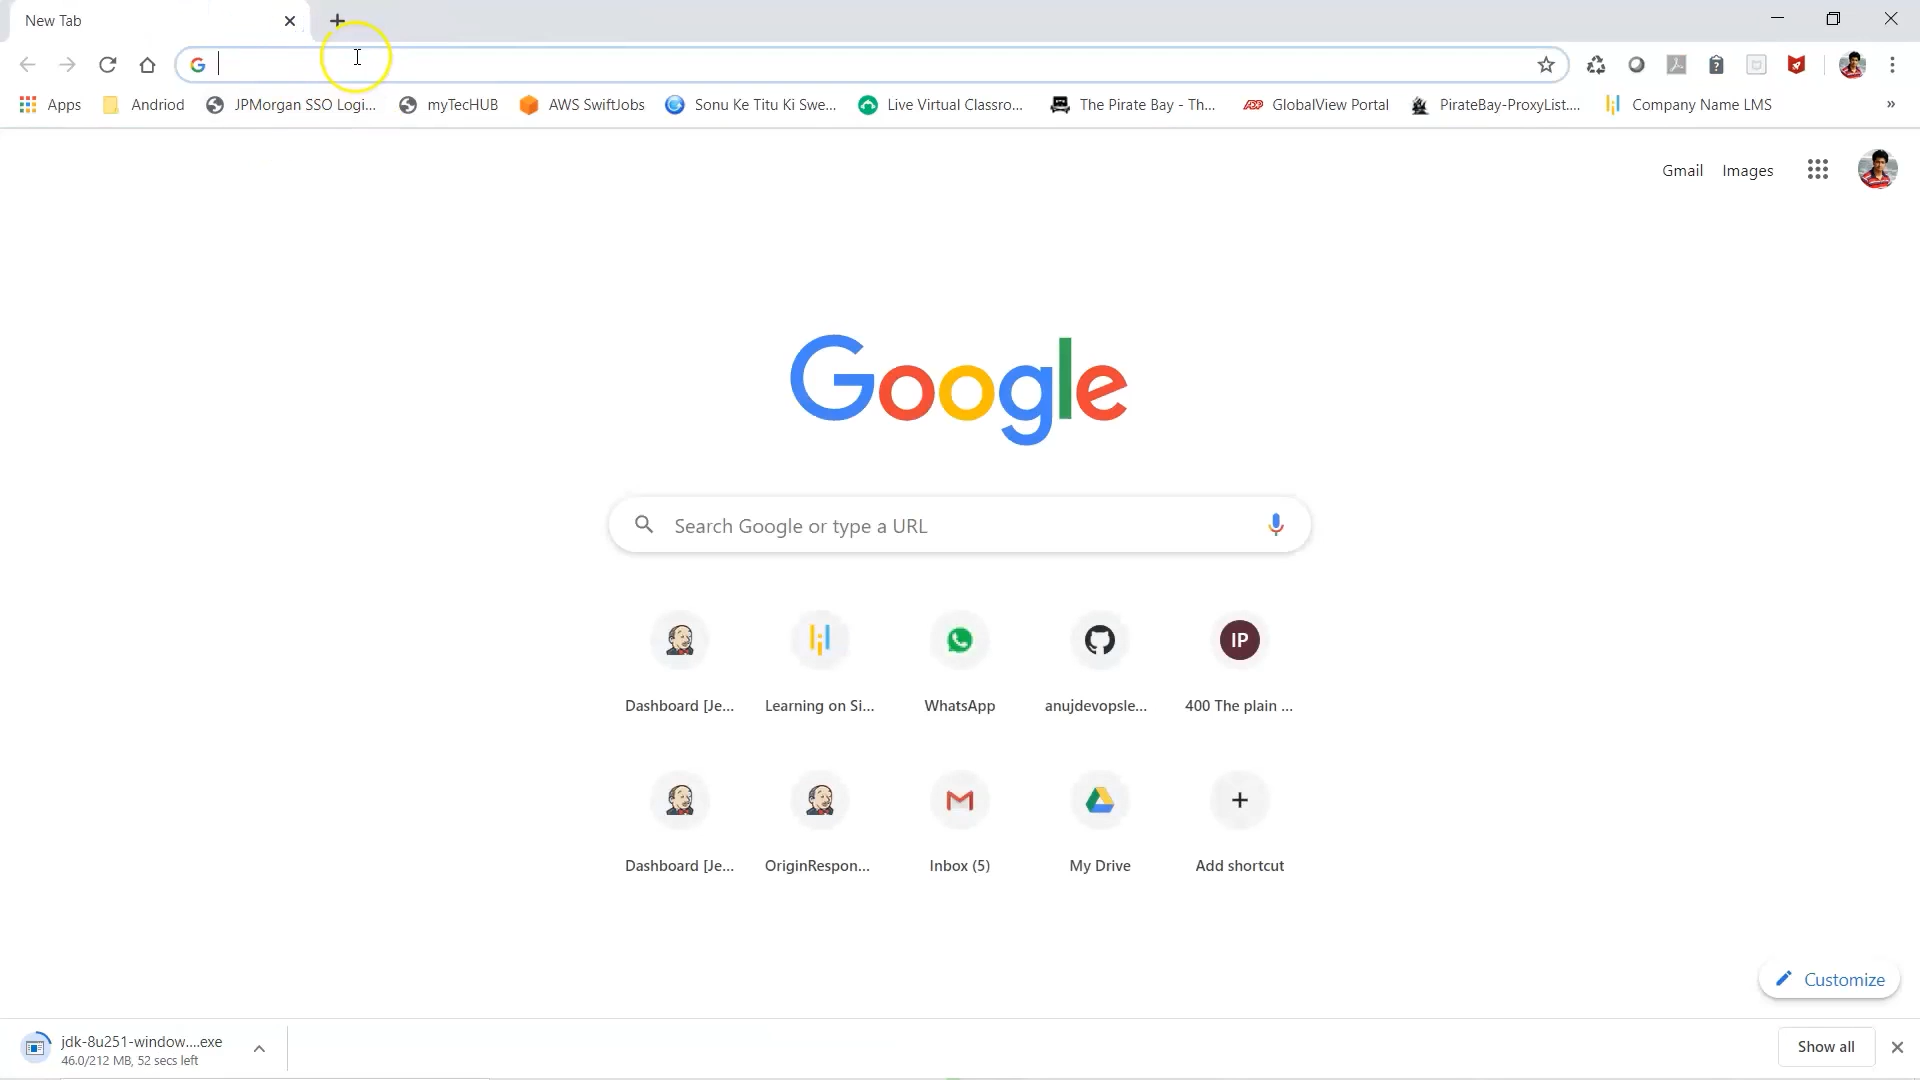 New Tab
Apps
Andriod
JPMorgan SSO Logi...
myTecHUB
AWS SwiftJobs
Sonu Ke Titu Ki Swe...
Live Virtual Classro...
The Pirate Bay - Th...
ADP
GlobalView Portal
PirateBay-ProxyList....
Company Name LMS
»
Gmail
Images
Google
Search Google or type a URL
IP
Dashboard [Je...
Learning on Si...
WhatsApp
anujdevopsle...
400 The plain ...
Dashboard [Je...
OriginRespon...
Inbox (5)
My Drive
Add shortcut
Customize
jdk-8u251-window....exe
46.0/212 MB, 52 secs left
Show all